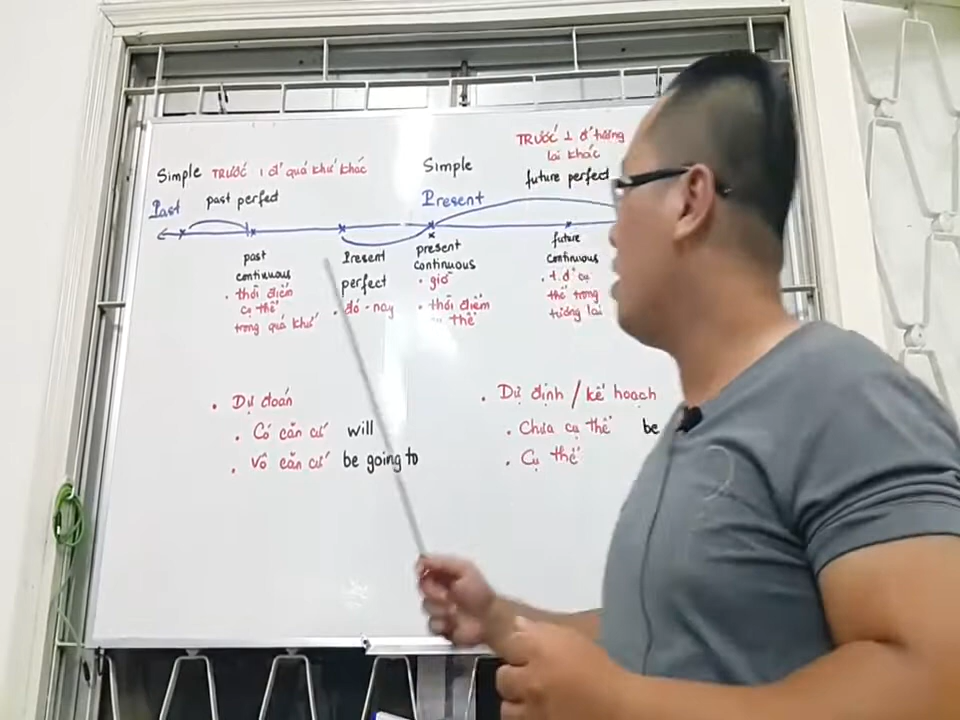 TRƯỚC 1 đ' tương
lai khác
Simple TRƯỚC 1 đ' quá khứ khác
Simple
past perfect
future perfect
Past
Present
past
continuous
• thời điểm
cụ thể
trong quá khứ
Present
perfect
• đó - nay
present
continuous
• giờ
• thời điểm
cụ thể
future
continuous
• t.đ' cụ
thể trong
tương lai
• Dự đoán
• Có căn cứ will
• Vô căn cứ be going to
• Dự định / kế hoạch
• Chưa cụ thể be
• Cụ thể